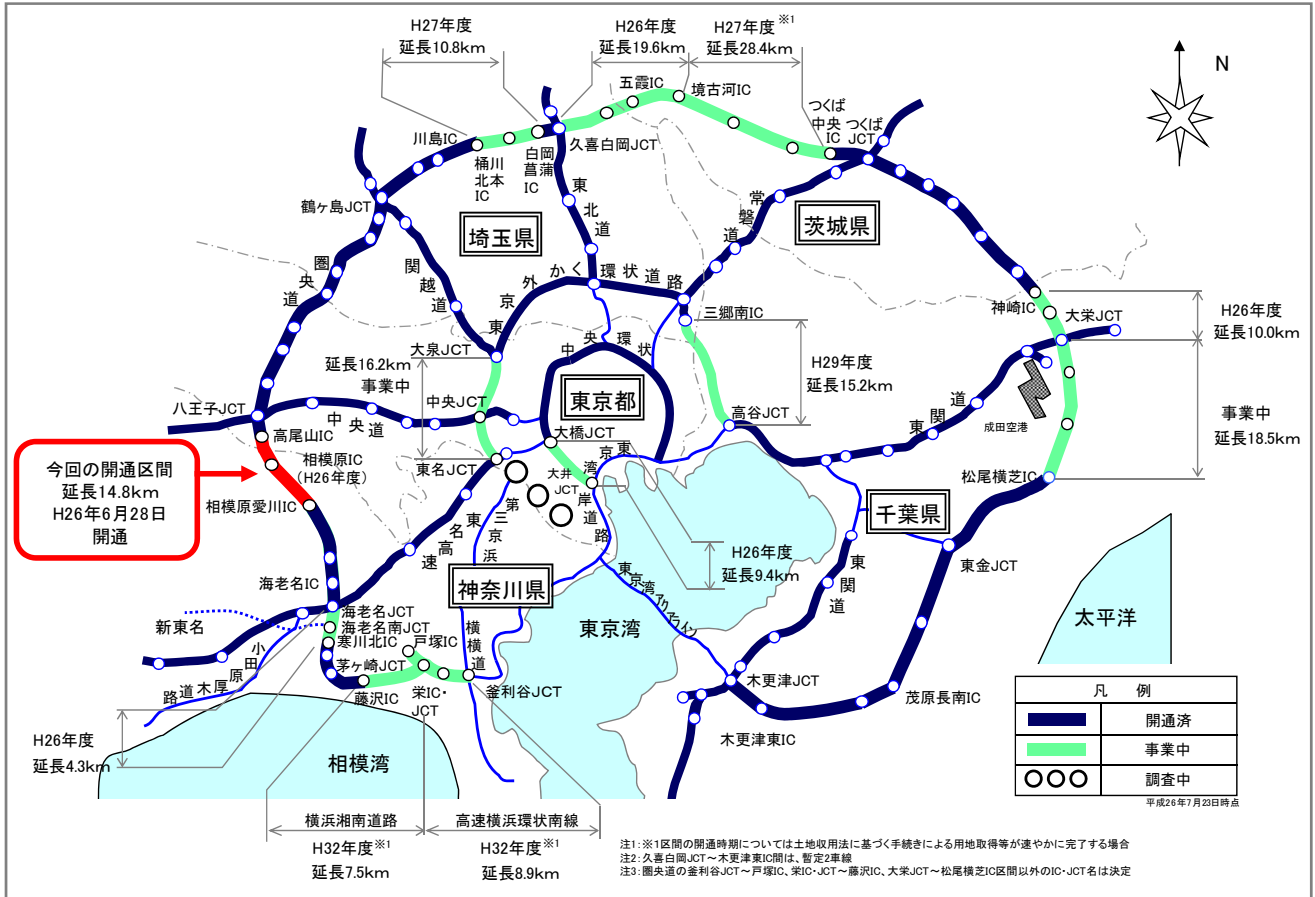 H27年度
延長10.8km
H26年度
延長19.6km
H27年度※1
延長28.4km
N
五霞IC
境古河IC
つくば
中央
IC
つくば
JCT
川島IC
桶川
北本
IC
白岡
菖蒲
IC
久喜白岡JCT
鶴ヶ島JCT
埼玉県
東北道
常磐道
茨城県
圏央道
関越道
東京外かく環状道路
三郷南IC
神崎IC
大栄JCT
H26年度
延長10.0km
大泉JCT
延長16.2km
事業中
中央環状
H29年度
延長15.2km
八王子JCT
中央道
中央JCT
東京都
高谷JCT
東関道
成田空港
事業中
延長18.5km
高尾山IC
相模原IC
(H26年度)
今回の開通区間
延長14.8km
H26年6月28日
開通
相模原愛川IC
東名JCT
大橋JCT
大井
JCT
東京湾岸道路
松尾横芝IC
千葉県
第三京浜
東名高速
H26年度
延長9.4km
東関道
東金JCT
海老名IC
神奈川県
東京湾アクアライン
東京湾
太平洋
海老名JCT
海老名南JCT
新東名
寒川北IC
戸塚IC
横横道
小田原厚木道路
茅ヶ崎JCT
藤沢IC
栄IC・
JCT
釜利谷JCT
木更津JCT
茂原長南IC
木更津東IC
H26年度
延長4.3km
相模湾
凡 例
開通済
事業中
調査中
平成26年7月23日時点
横浜湘南道路
H32年度※1
延長7.5km
高速横浜環状南線
H32年度※1
延長8.9km
注1:※1区間の開通時期については土地収用法に基づく手続きによる用地取得等が速やかに完了する場合
注2:久喜白岡JCT～木更津東IC間は、暫定2車線
注3:圏央道の釜利谷JCT～戸塚IC、栄IC・JCT～藤沢IC、大栄JCT～松尾横芝IC区間以外のIC・JCT名は決定